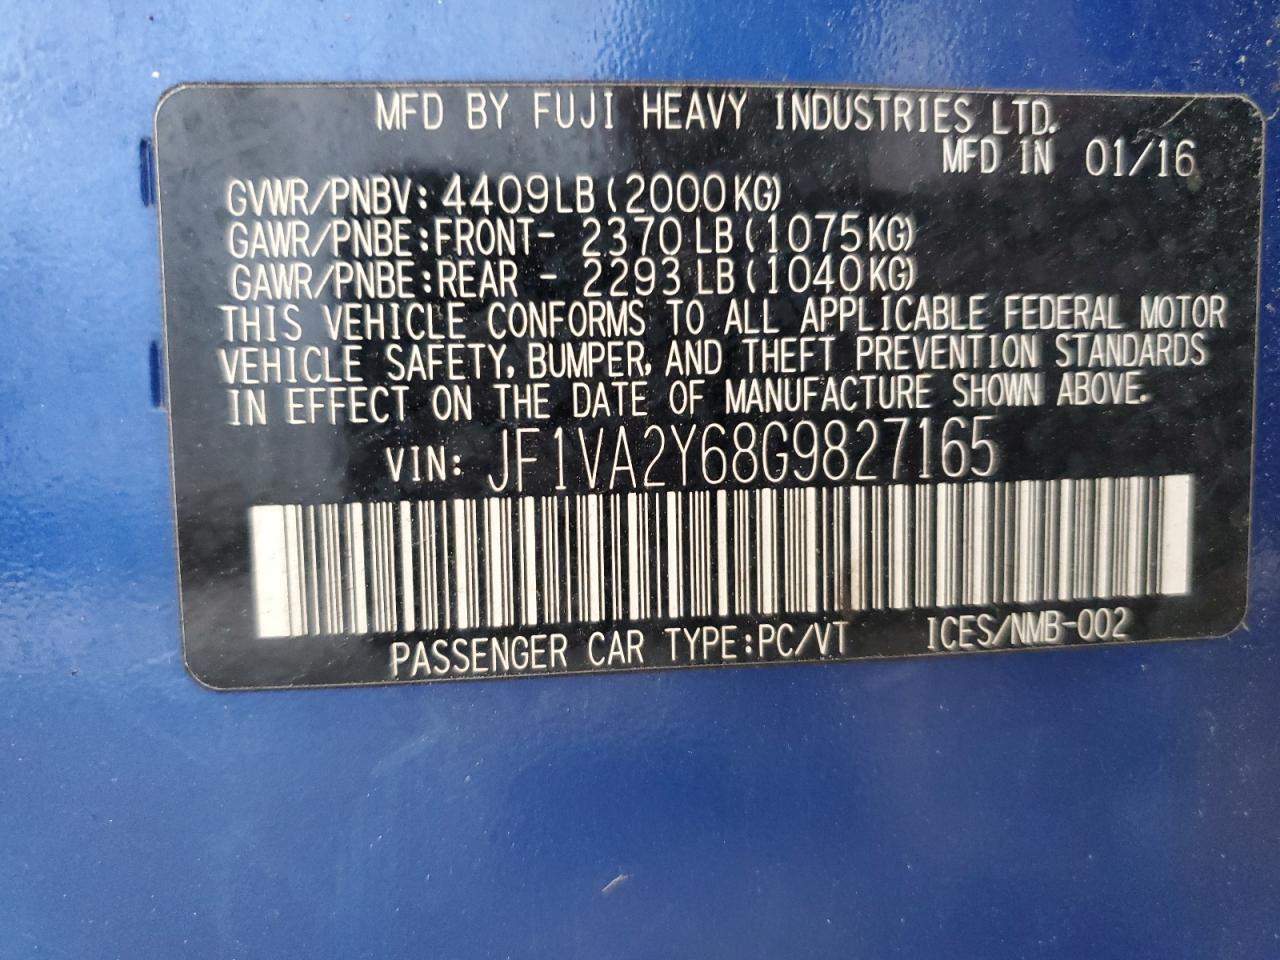 MFD BY FUJI HEAVY INDUSTRIES LTD.
MFD IN 01/16
GVWR/PNBV: 4409LB (2000KG)
GAWR/PNBE:FRONT- 2370LB (1075KG)
GAWR/PNBE:REAR - 2293LB (1040KG)
THIS VEHICLE CONFORMS TO ALL APPLICABLE FEDERAL MOTOR
VEHICLE SAFETY, BUMPER, AND THEFT PREVENTION STANDARDS
IN EFFECT ON THE DATE OF MANUFACTURE SHOWN ABOVE.
VIN: JF1VA2Y68G9827165
PASSENGER CAR TYPE:PC/VT ICES/NMB-002